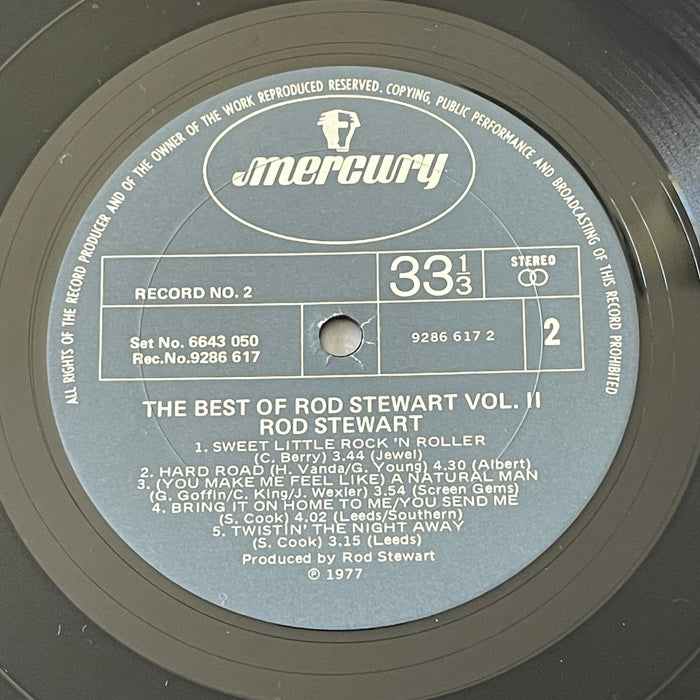 ALL RIGHTS OF THE RECORD PRODUCER AND OF THE OWNER OF THE WORK REPRODUCED RESERVED. COPYING, PUBLIC PERFORMANCE AND BROADCASTING OF THIS RECORD PROHIBITED
mercury
RECORD NO. 2
33 1/3
STEREO
Set No. 6643 050
Rec.No.9286 617
9286 617 2
2
THE BEST OF ROD STEWART VOL. II
ROD STEWART
1. SWEET LITTLE ROCK 'N ROLLER
(C. Berry) 3.44 (Jewel)
2. HARD ROAD (H. Vanda/G. Young) 4.30 (Albert)
3. (YOU MAKE ME FEEL LIKE) A NATURAL MAN
(G. Goffin/C. King/J. Wexler) 3.54 (Screen Gems)
4. BRING IT ON HOME TO ME/YOU SEND ME
(S. Cook) 4.02 (Leeds/Southern)
5. TWISTIN' THE NIGHT AWAY
(S. Cook) 3.15 (Leeds)
Produced by Rod Stewart
℗ 1977